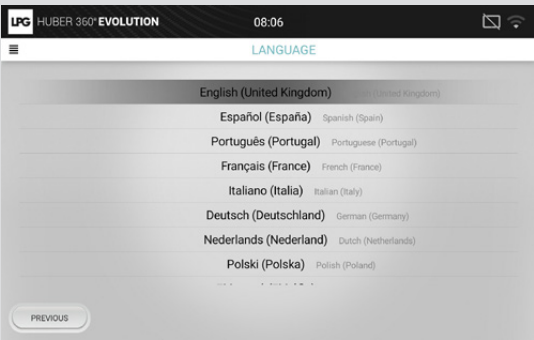 LPG HUBER 360° EVOLUTION 08:06
LANGUAGE
English (United Kingdom) (United Kingdom)
Español (España) Spanish (Spain)
Português (Portugal) Portuguese (Portugal)
Français (France) French (France)
Italiano (Italia) Italian (Italy)
Deutsch (Deutschland) German (Germany)
Nederlands (Nederland) Dutch (Netherlands)
Polski (Polska) Polish (Poland)
PREVIOUS